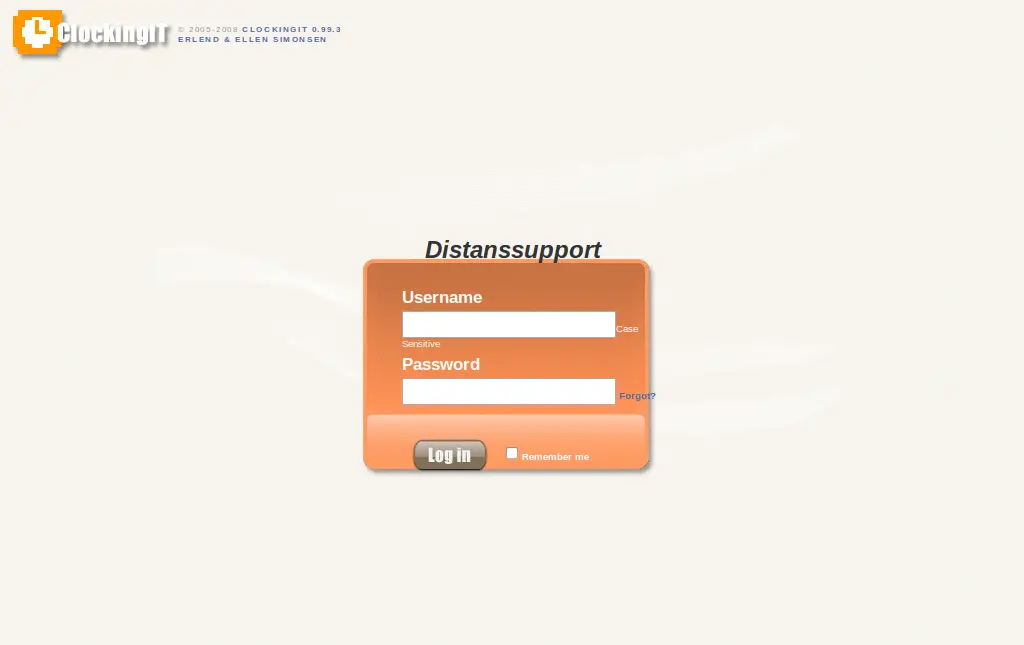 ClockingIT
© 2005-2008 CLOCKINGIT 0.99.3
ERLEND & ELLEN SIMONSEN
Distanssupport
Username
Case
Sensitive
Password
Forgot?
Log in
Remember me